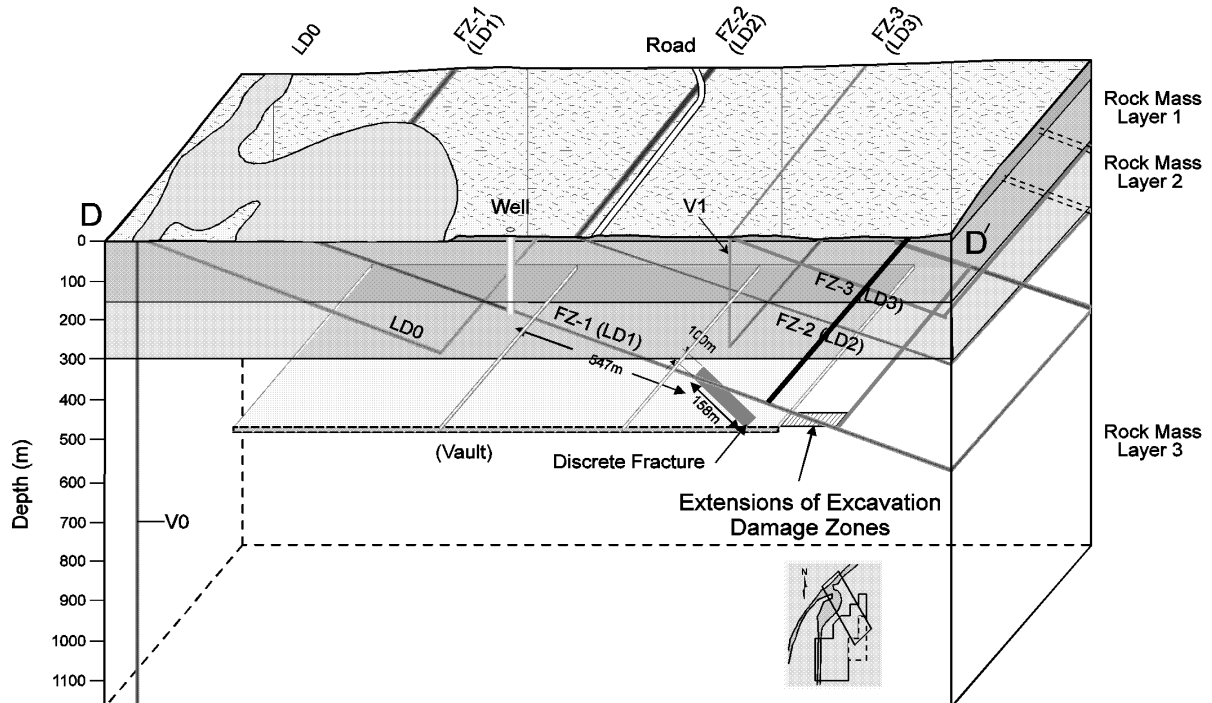 LD0
FZ-1
(LD1)
Road
FZ-2
(LD2)
FZ-3
(LD3)
Rock Mass
Layer 1
Rock Mass
Layer 2
D
Well
V1
D′
0
100
200
300
400
500
600
700
800
900
1000
1100
Depth (m)
LD0
FZ-1 (LD1)
FZ-2 (LD2)
FZ-3 (LD3)
100m
547m
158m
(Vault)
Discrete Fracture
Extensions of Excavation
Damage Zones
Rock Mass
Layer 3
V0
N